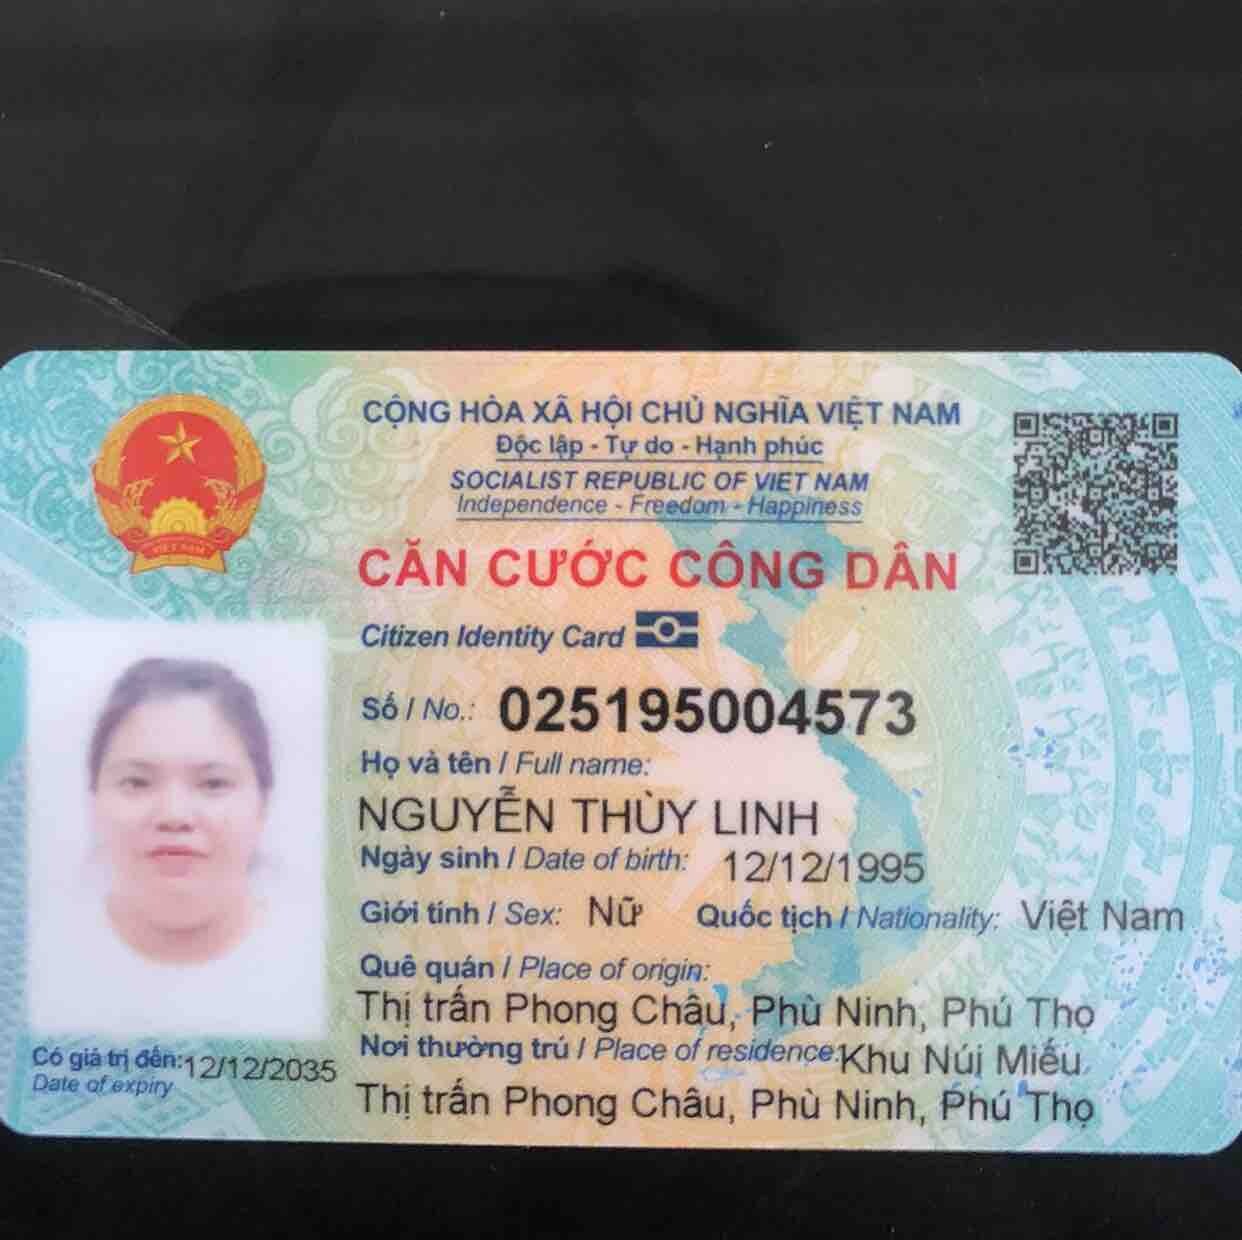 CỘNG HÒA XÃ HỘI CHỦ NGHĨA VIỆT NAM
Độc lập - Tự do - Hạnh phúc
SOCIALIST REPUBLIC OF VIET NAM
Independence - Freedom - Happiness
CĂN CƯỚC CÔNG DÂN
Citizen Identity Card
Số / No.: 025195004573
Họ và tên / Full name:
NGUYỄN THÙY LINH
Ngày sinh / Date of birth: 12/12/1995
Giới tính / Sex: Nữ Quốc tịch / Nationality: Việt Nam
Quê quán / Place of origin:
Thị trấn Phong Châu, Phù Ninh, Phú Thọ
Nơi thường trú / Place of residence: Khu Núi Miếu
Thị trấn Phong Châu, Phù Ninh, Phú Thọ
Có giá trị đến: 12/12/2035
Date of expiry
VIỆT NAM